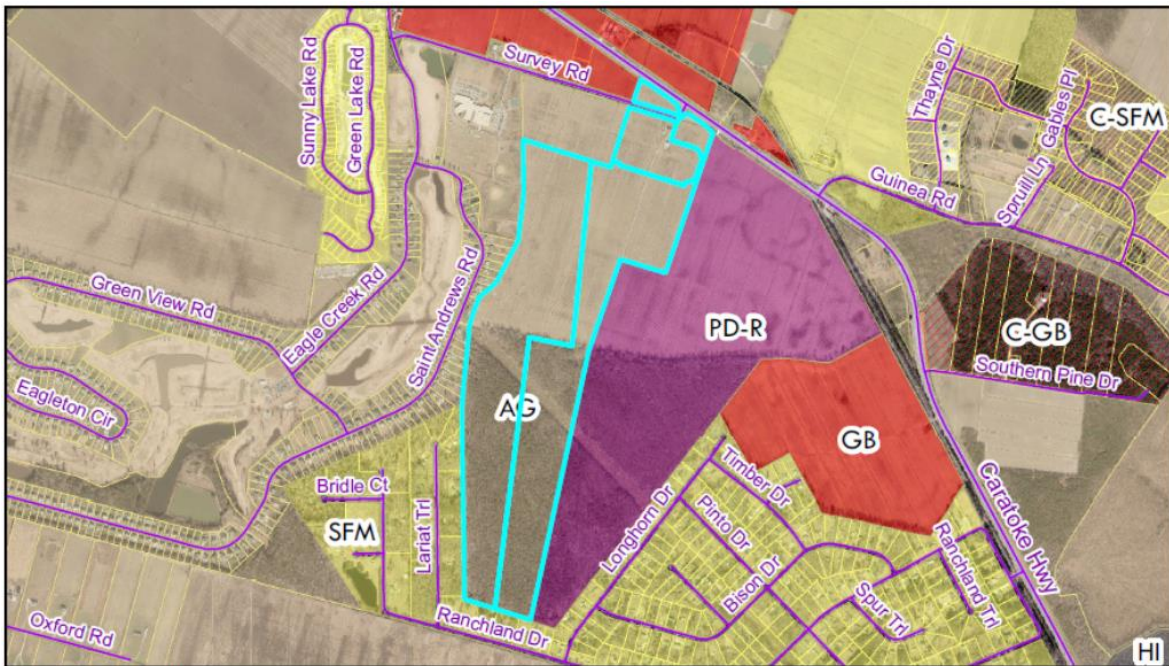 Sunny Lake Rd
Green Lake Rd
Survey Rd
Thayne Dr
Gables Pl
C-SFM
Spruill Ln
Guinea Rd
Green View Rd
Eagle Creek Rd
Saint Andrews Rd
PD-R
C-GB
Southern Pine Dr
Eagleton Cir
AG
GB
Caratoke Hwy
Bridle Ct
SFM
Lariat Trl
Longhorn Dr
Timber Dr
Pinto Dr
Bison Dr
Ranchland Trl
Spur Trl
Ranchland Dr
Oxford Rd
HI